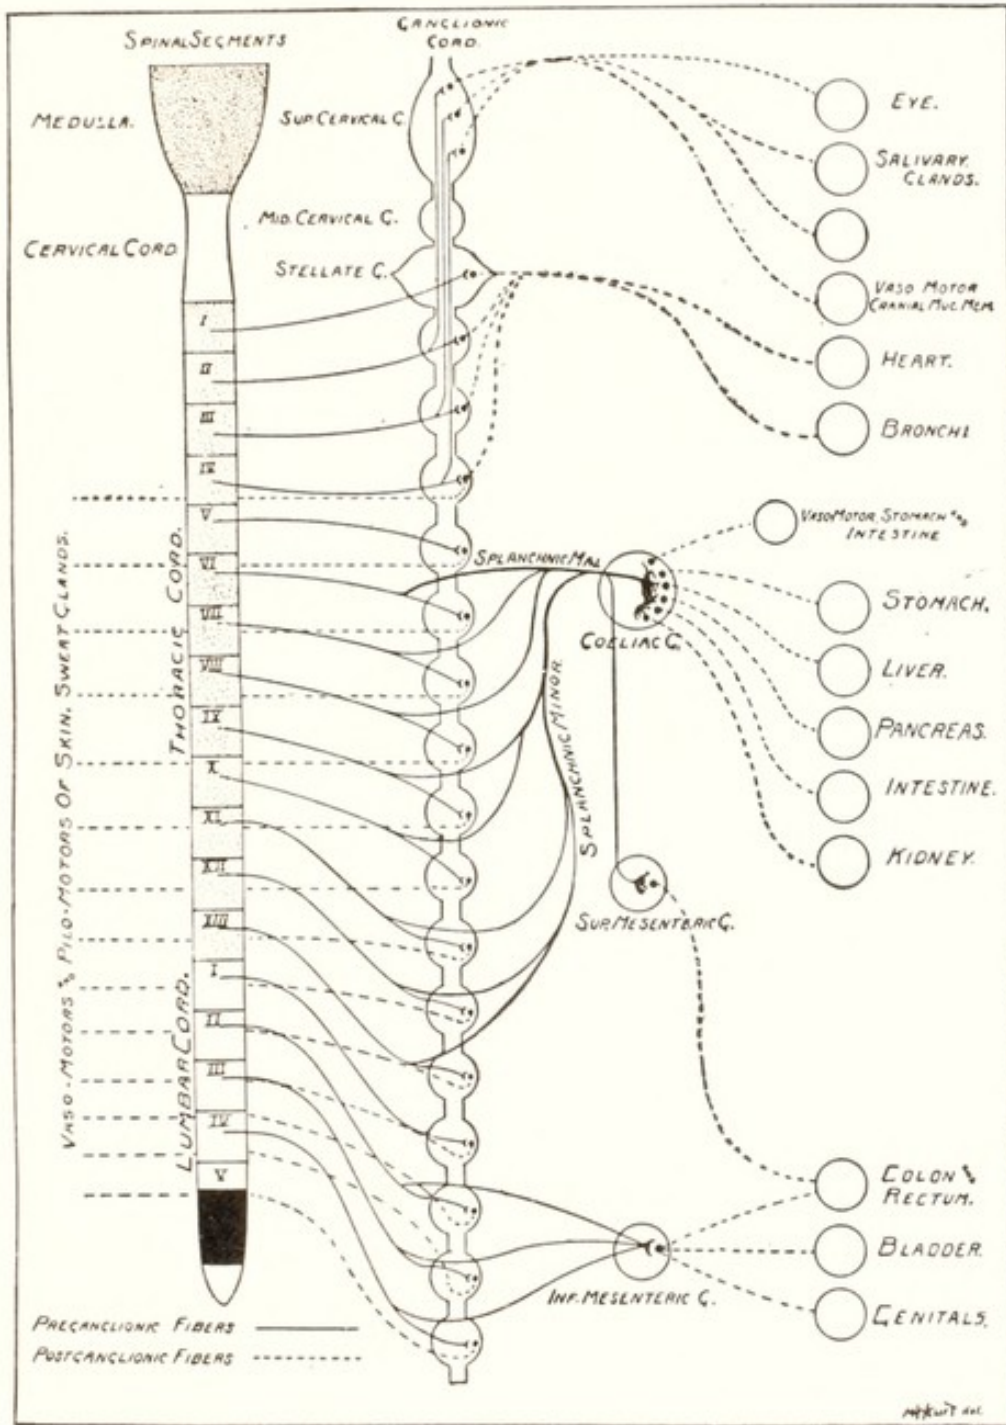 SPINAL SEGMENTS
GANGLIONIC
CORD.
MEDULLA.
SUP. CERVICAL G.
MID. CERVICAL G.
CERVICAL CORD
STELLATE G.
EYE.
SALIVARY
GLANDS.
VASO MOTOR
CRANIAL MUC. MEM.
HEART.
BRONCHI.
I
II
III
IV
V
VI
VII
VIII
IX
X
XI
XII
XIII
I
II
III
IV
V
VASO-MOTORS AND PILO-MOTORS OF SKIN. SWEAT GLANDS.
THORACIC CORD.
LUMBAR CORD.
SPLANCHNIC MAJ.
SPLANCHNIC MINOR.
COELIAC G.
SUP. MESENTERIC G.
INF. MESENTERIC G.
VASO MOTOR, STOMACH AND
INTESTINE
STOMACH.
LIVER.
PANCREAS.
INTESTINE.
KIDNEY.
COLON AND
RECTUM.
BLADDER.
GENITALS.
PREGANGLIONIC FIBERS
POSTGANGLIONIC FIBERS